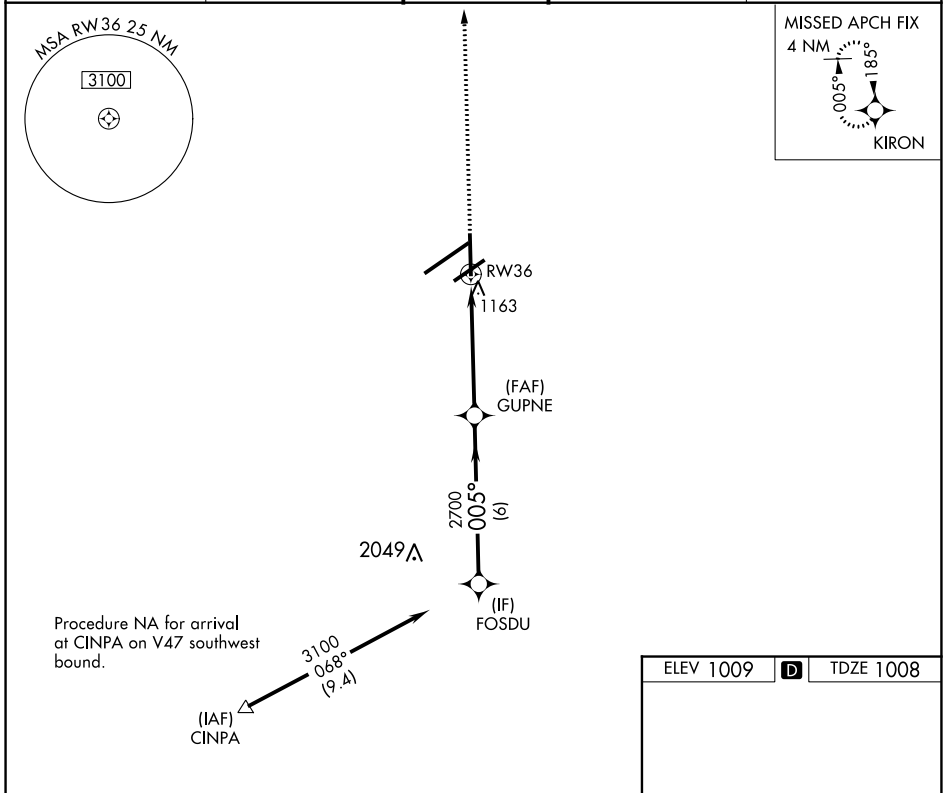 MSA RW36 25 NM
3100
MISSED APCH FIX
4 NM
005°
185°
KIRON
RW36
1163
(FAF)
GUPNE
2700
005°
(6)
2049
(IF)
FOSDU
Procedure NA for arrival
at CINPA on V47 southwest
bound.
3100
068°
(9.4)
(IAF)
CINPA
ELEV 1009 D TDZE 1008